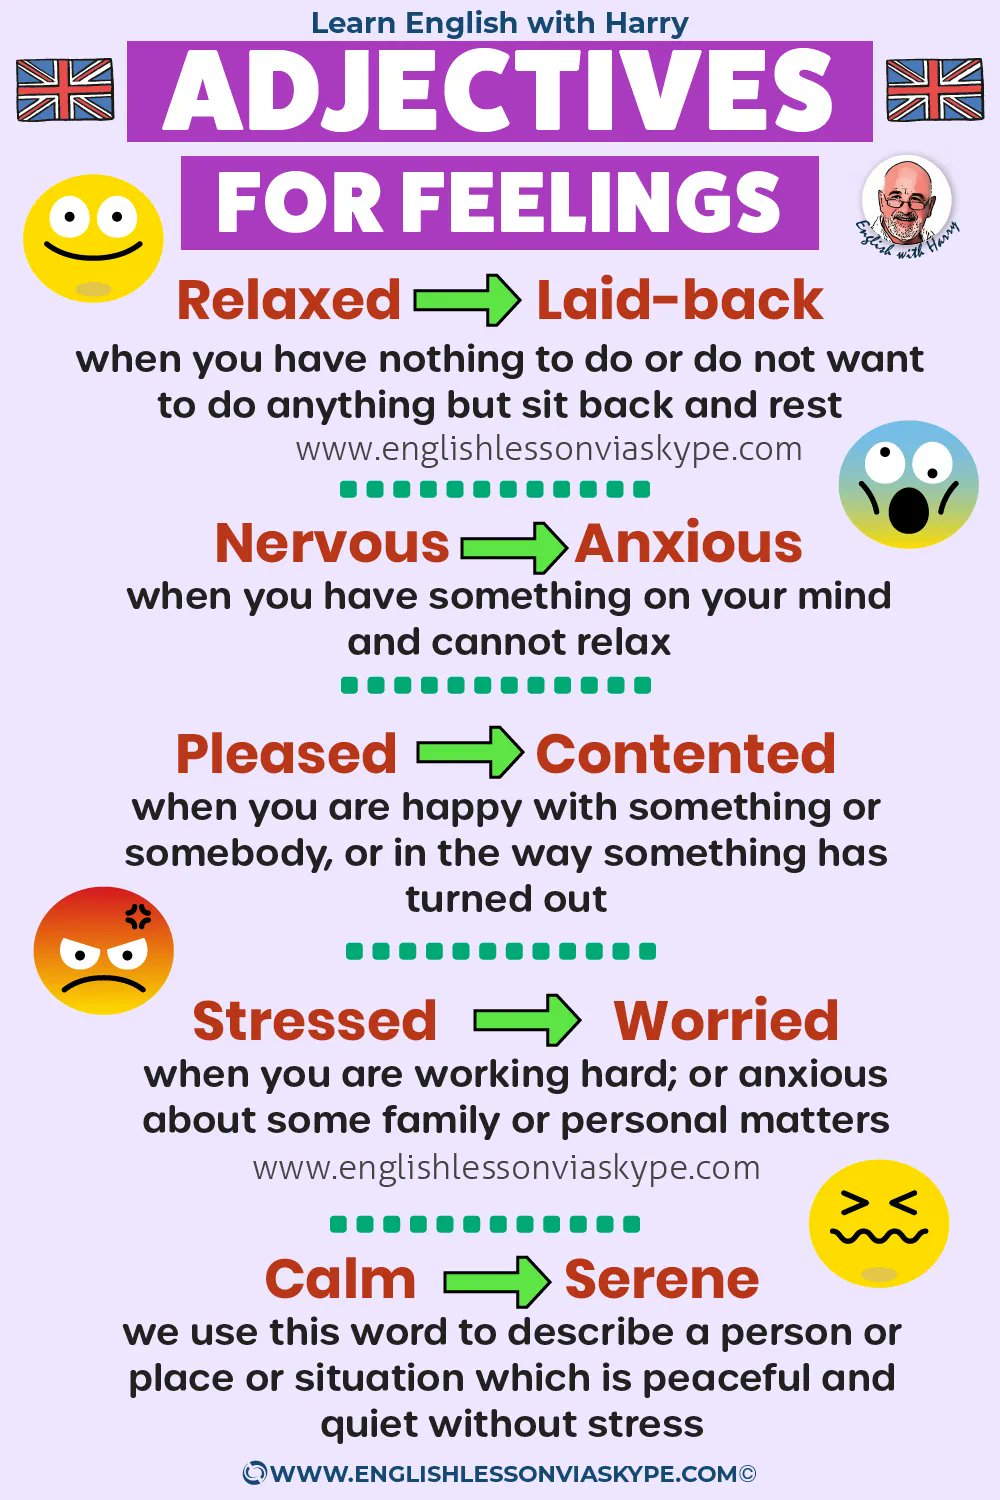 Learn English with Harry
ADJECTIVES
FOR FEELINGS
English with Harry
Relaxed Laid-back
when you have nothing to do or do not want
to do anything but sit back and rest
www.englishlessonviaskype.com
Nervous Anxious
when you have something on your mind
and cannot relax
Pleased Contented
when you are happy with something or
somebody, or in the way something has
turned out
Stressed Worried
when you are working hard; or anxious
about some family or personal matters
www.englishlessonviaskype.com
Calm Serene
we use this word to describe a person or
place or situation which is peaceful and
quiet without stress
WWW.ENGLISHLESSONVIASKYPE.COM©